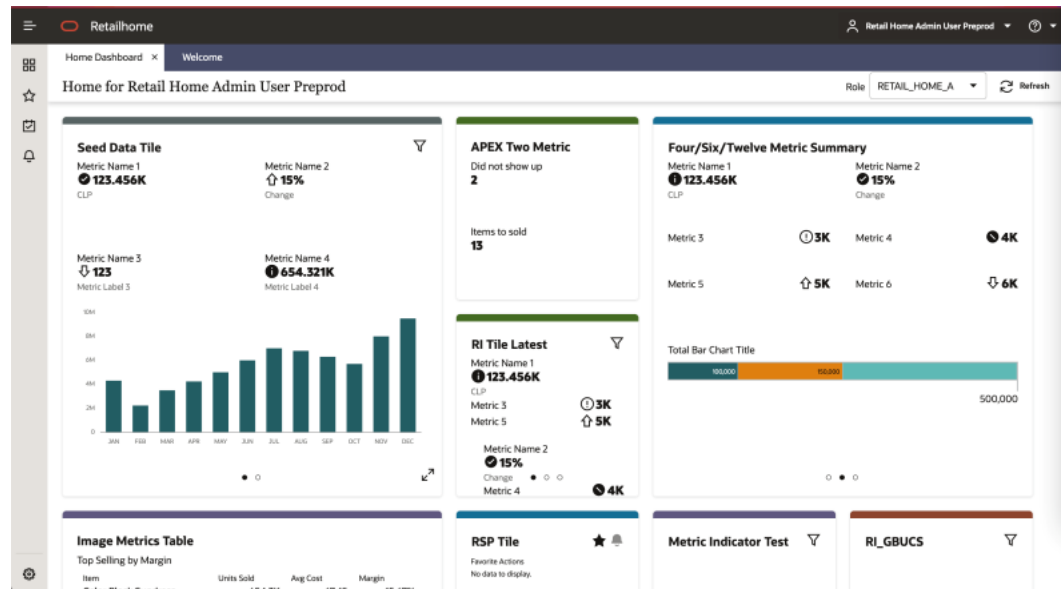 Retailhome
Retail Home Admin User Preprod
Home Dashboard ×
Welcome
Home for Retail Home Admin User Preprod
Role RETAIL_HOME_A
Refresh
Seed Data Tile
Metric Name 1
123.456K
CLP
Metric Name 2
15%
Change
Metric Name 3
123
Metric Label 3
Metric Name 4
654.321K
Metric Label 4
10M
8M
6M
4M
2M
0
JAN FEB MAR APR MAY JUN JUL AUG SEP OCT NOV DEC
APEX Two Metric
Did not show up
2
Items to sold
13
RI Tile Latest
Metric Name 1
123.456K
CLP
Metric 3 3K
Metric 5 5K
Metric Name 2
15%
Change
Metric 4 4K
Four/Six/Twelve Metric Summary
Metric Name 1
123.456K
CLP
Metric Name 2
15%
Change
Metric 3 3K
Metric 4 4K
Metric 5 5K
Metric 6 6K
Total Bar Chart Title
100,000 150,000
500,000
Image Metrics Table
Top Selling by Margin
Item Units Sold Avg Cost Margin
RSP Tile
Favorite Actions
No data to display.
Metric Indicator Test
RI_GBUCS